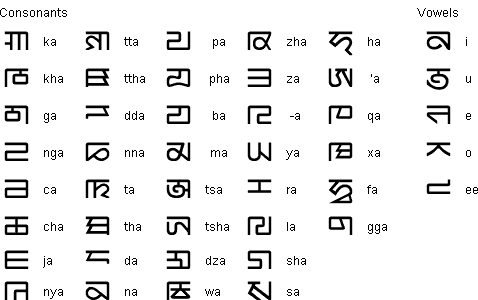 Consonants Vowels
ꡀ ka ꡩ tta ꡌ pa ꡔ zha ꡜ ha ꡞ i
ꡁ kha ꡪ ttha ꡍ pha ꡕ za ꡝ 'a ꡟ u
ꡂ ga ꡫ dda ꡎ ba ꡖ -a ꡢ qa ꡠ e
ꡃ nga ꡬ nna ꡏ ma ꡗ ya ꡣ xa ꡡ o
ꡄ ca ꡈ ta ꡐ tsa ꡘ ra ꡤ fa ꡦ ee
ꡅ cha ꡉ tha ꡑ tsha ꡙ la ꡥ gga
ꡆ ja ꡊ da ꡒ dza ꡚ sha
ꡇ nya ꡋ na ꡓ wa ꡛ sa